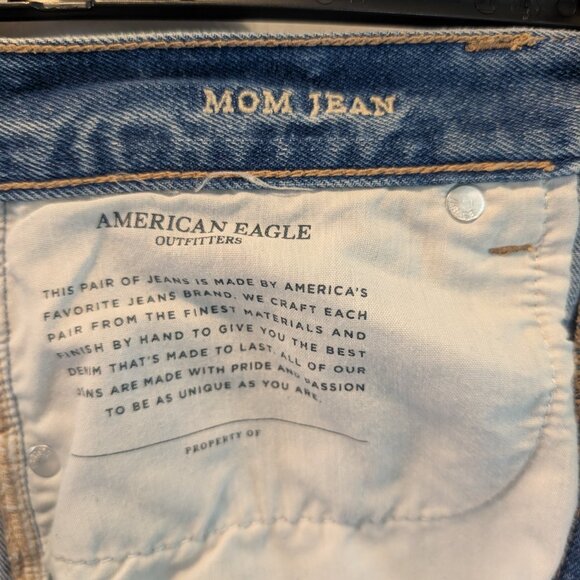 MOM JEAN
AMERICAN EAGLE
OUTFITTERS
THIS PAIR OF JEANS IS MADE BY AMERICA'S
FAVORITE JEANS BRAND. WE CRAFT EACH
PAIR FROM THE FINEST MATERIALS AND
FINISH BY HAND TO GIVE YOU THE BEST
DENIM THAT'S MADE TO LAST. ALL OF OUR
JEANS ARE MADE WITH PRIDE AND PASSION
TO BE AS UNIQUE AS YOU ARE.
PROPERTY OF